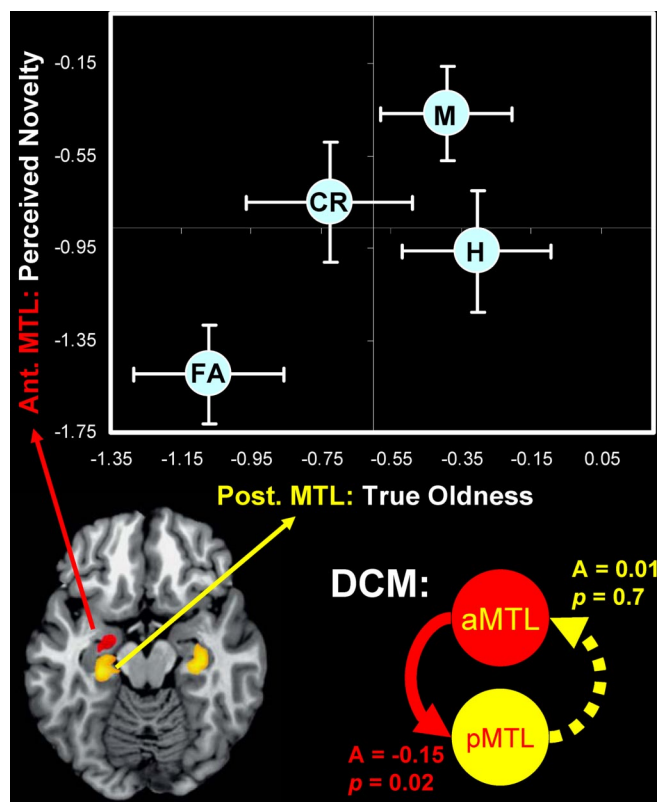 Ant. MTL: Perceived Novelty
-0.15
-0.55
-0.95
-1.35
-1.75
M
CR
H
FA
-1.35 -1.15 -0.95 -0.75 -0.55 -0.35 -0.15 0.05
Post. MTL: True Oldness
DCM:
A = 0.01
p = 0.7
aMTL
pMTL
A = -0.15
p = 0.02